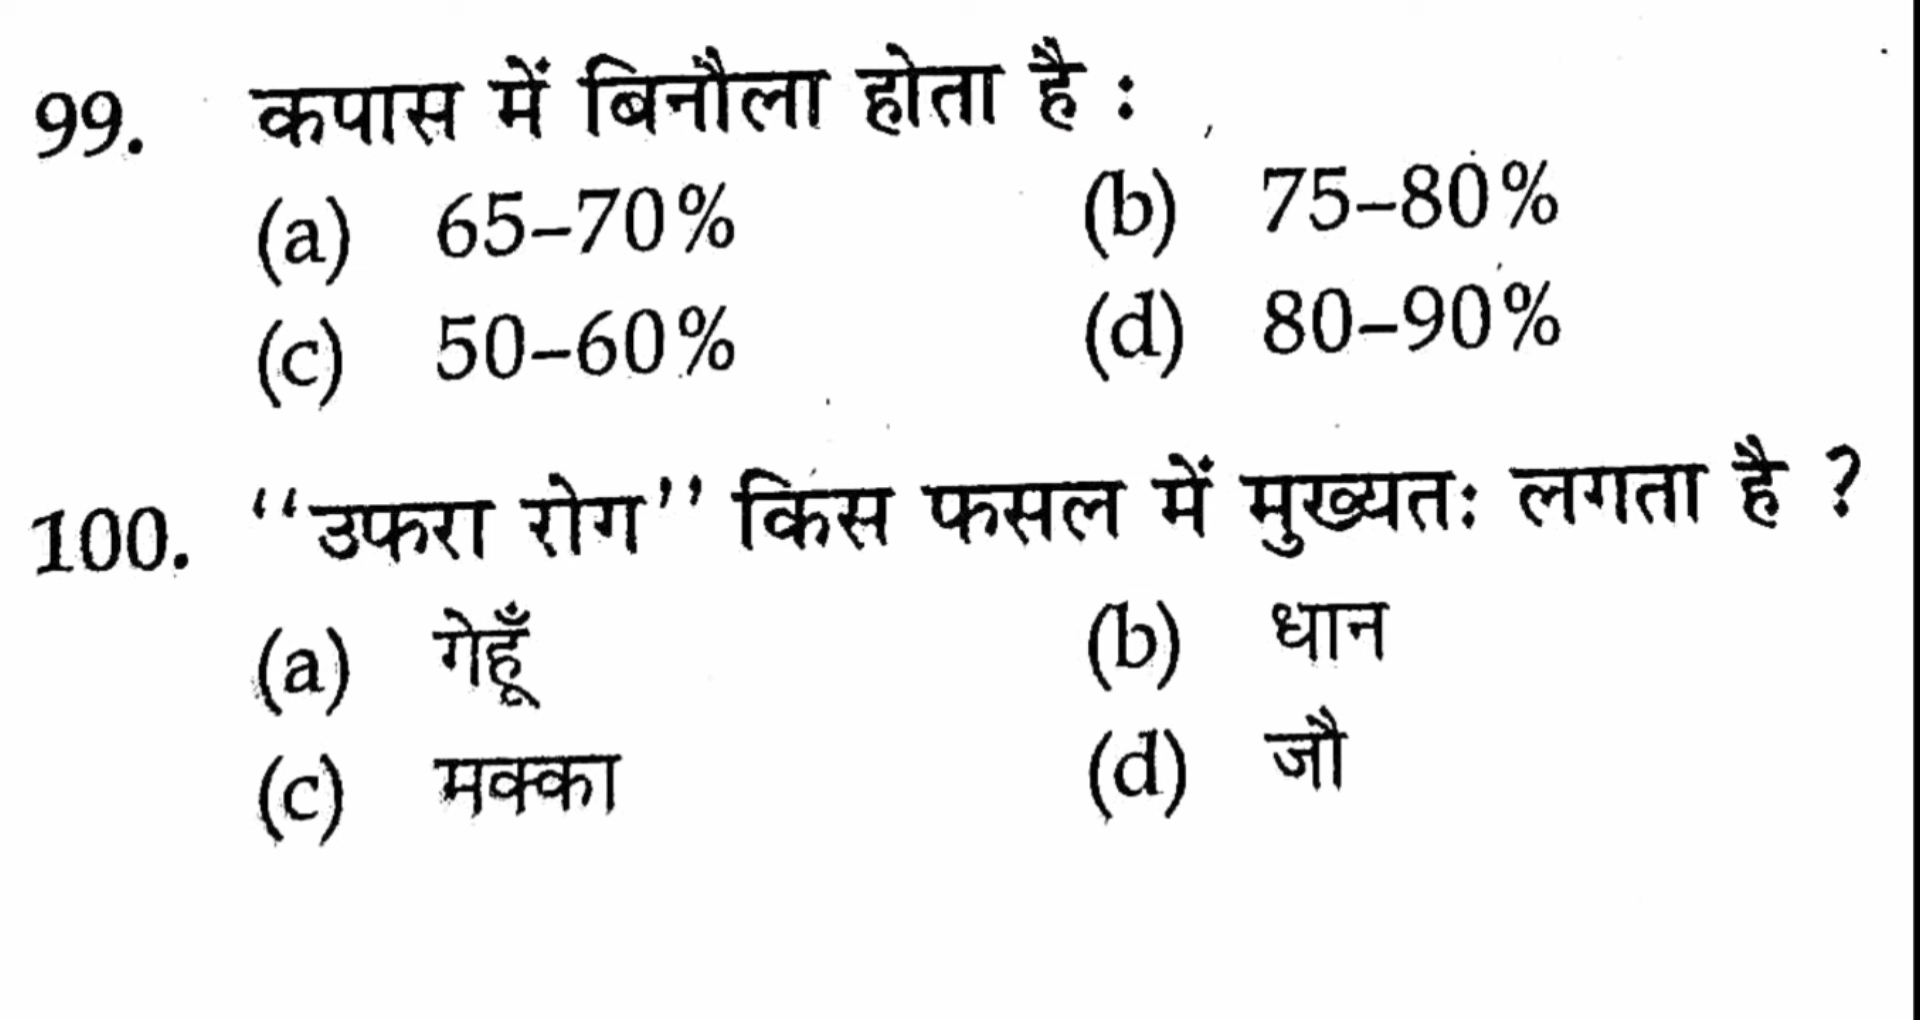 99. कपास में बिनौला होता है :
(a) 65–70% (b) 75–80%
(c) 50–60% (d) 80–90%
100. ‘‘उफरा रोग’’ किस फसल में मुख्यतः लगता है ?
(a) गेहूँ (b) धान
(c) मक्का (d) जौ